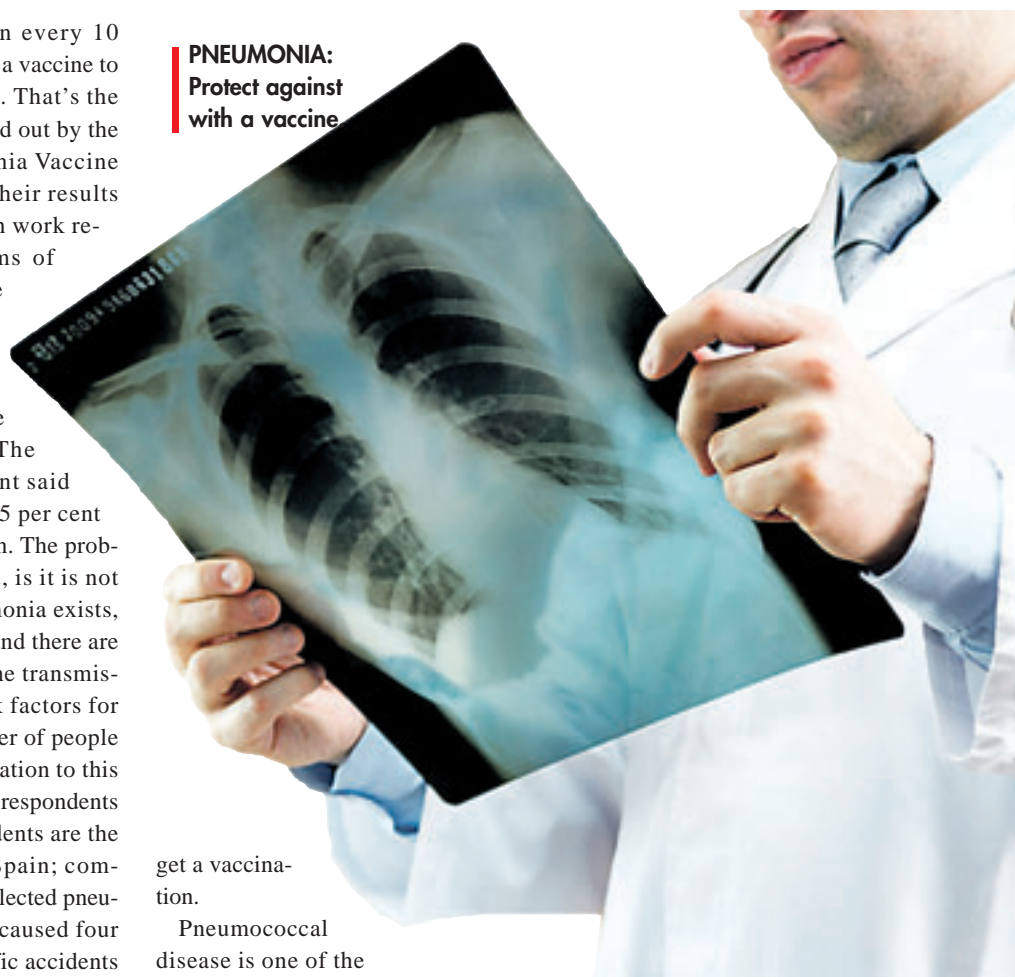 n every 10
a vaccine to
. That's the
d out by the
nia Vaccine
heir results
n work re-
ms of
e
e
The
nt said
5 per cent
n. The prob-
, is it is not
monia exists,
nd there are
he transmis-
k factors for
er of people
ation to this
respondents
dents are the
Spain; com-
lected pneu-
caused four
fic accidents
PNEUMONIA:
Protect against
with a vaccine.
get a vaccina-
tion.
Pneumococcal
disease is one of the